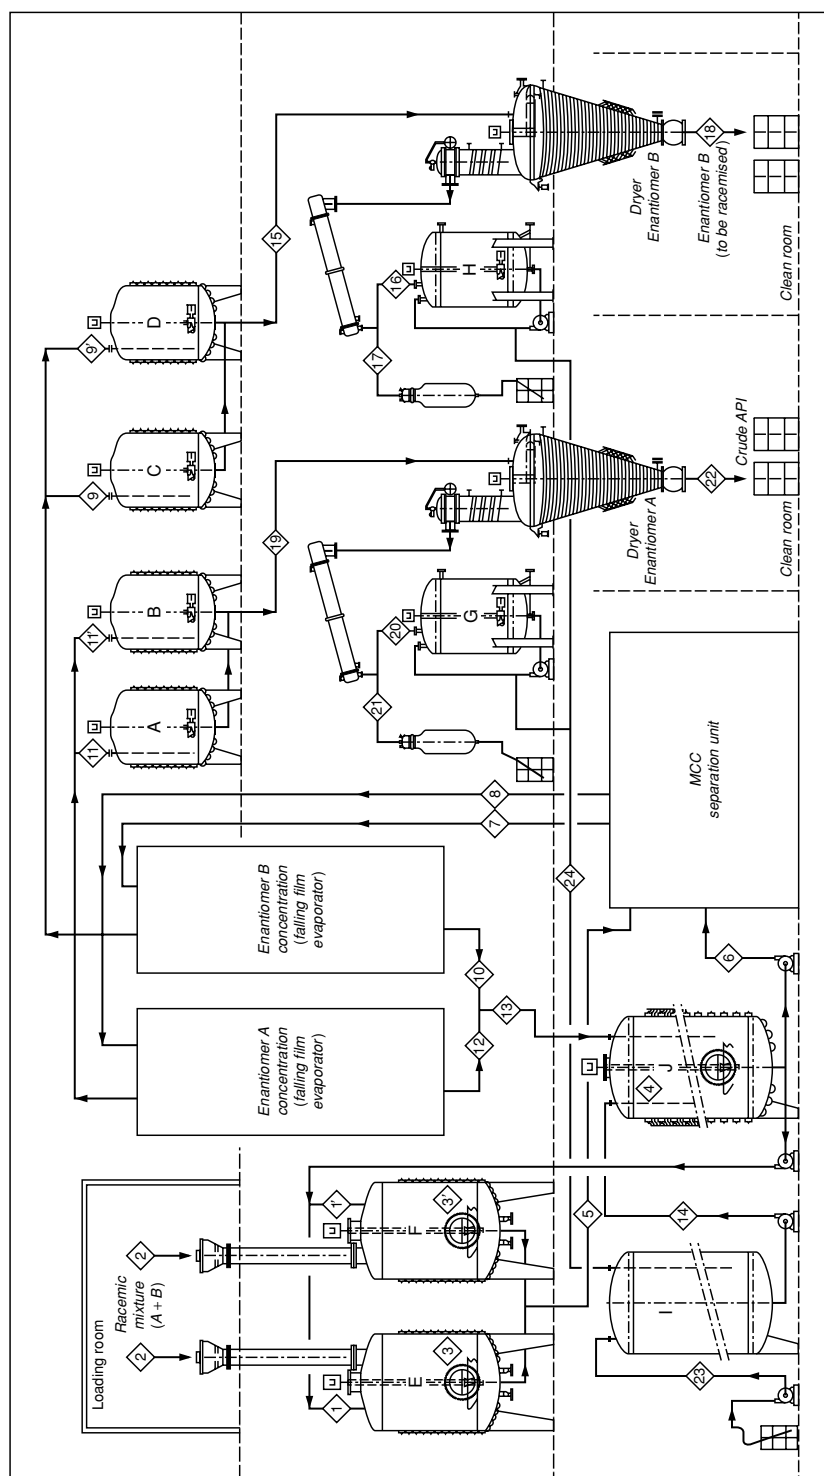 Loading room
2
Racemic
mixture
(A + B)
2
1
1'
E
3
F
3'
Enantiomer A
concentration
(falling film
evaporator)
Enantiomer B
concentration
(falling film
evaporator)
12
10
13
7
8
11
A
11'
B
9
C
9'
D
19
15
21
20
G
17
16
H
Dryer
Enantiomer A
22
Crude API
Clean room
Dryer
Enantiomer B
18
Enantiomer B
(to be racemised)
Clean room
24
5
23
I
14
4
J
6
MCC
separation unit